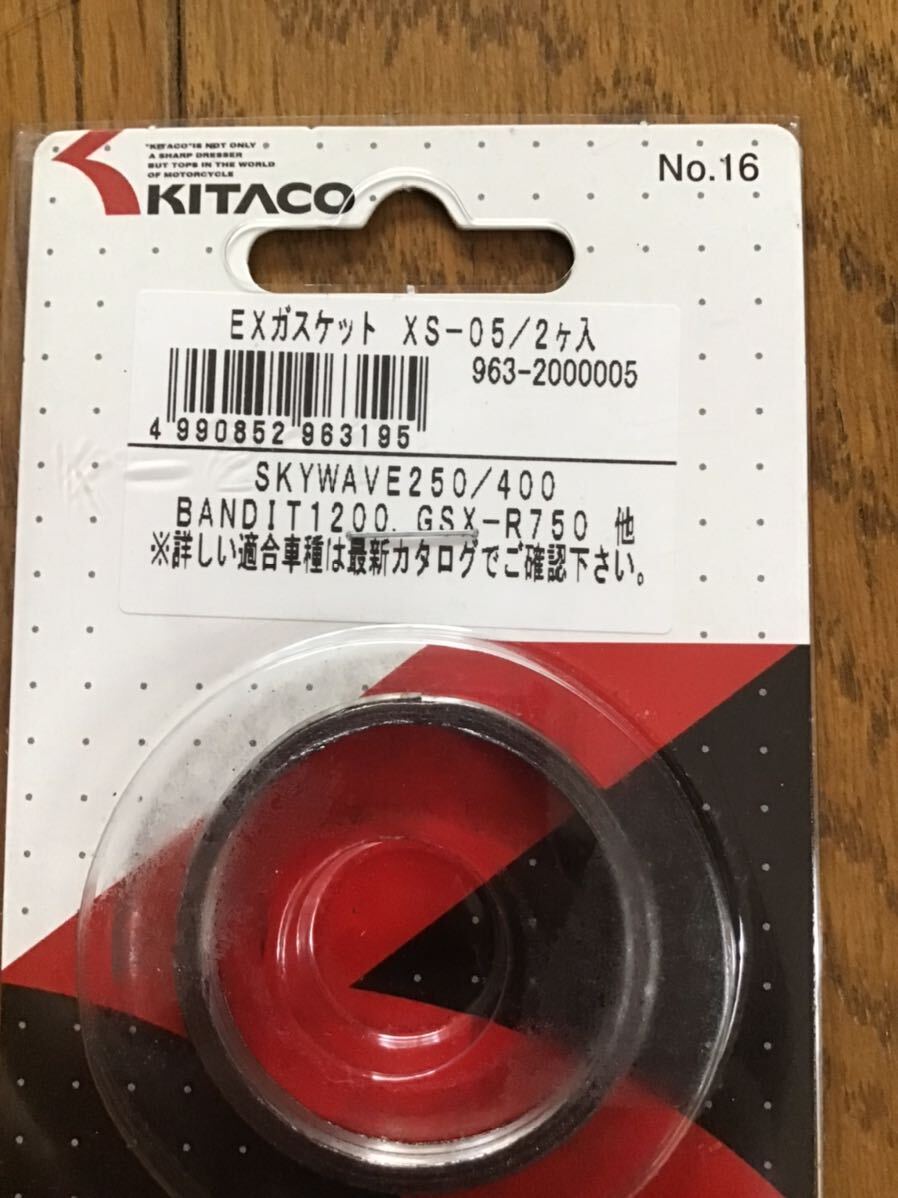 "KITACO"IS NOT ONLY
A SHARP DRESSER
BUT TOPS IN THE WORLD
OF MOTORCYCLE
KITACO
No.16
EXガスケット XS-05/2ヶ入
963-2000005
4 990852 963195
SKYWAVE250/400
BANDIT1200, GSX-R750 他
※詳しい適合車種は最新カタログでご確認下さい。